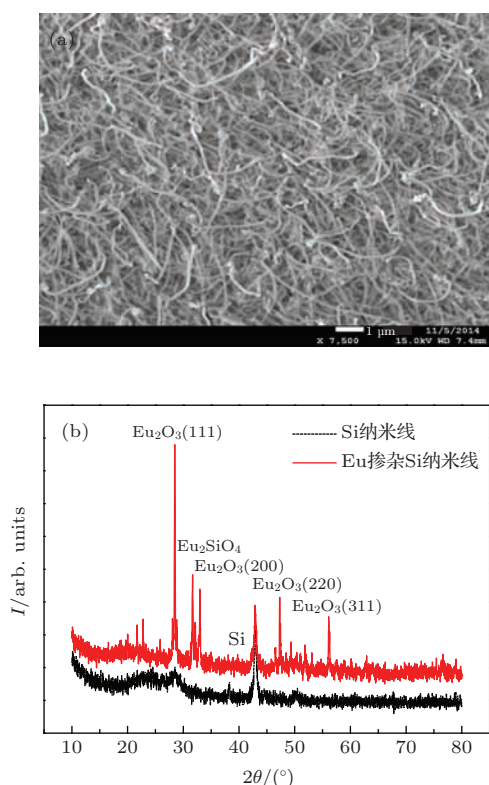 (a)
1 μm 11/5/2014
X 7,500 15.0kV WD 7.4mm
(b)
Eu₂O₃(111)
Si纳米线
Eu掺杂Si纳米线
Eu₂SiO₄
Eu₂O₃(200)
Eu₂O₃(220)
Eu₂O₃(311)
Si
I/arb. units
10 20 30 40 50 60 70 80
2θ/(°)